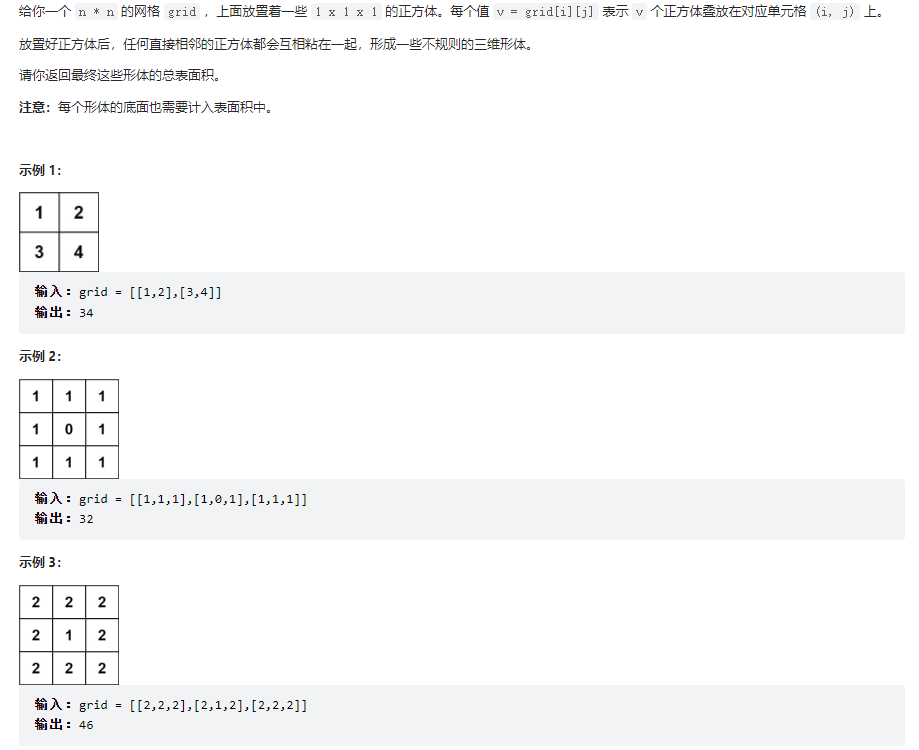 给你一个 n * n 的网格 grid ，上面放置着一些 1 x 1 x 1 的正方体。每个值 v = grid[i][j] 表示 v 个正方体叠放在对应单元格 (i, j) 上。
放置好正方体后，任何直接相邻的正方体都会互相粘在一起，形成一些不规则的三维形体。
请你返回最终这些形体的总表面积。
注意：每个形体的底面也需要计入表面积中。
示例 1：
1 2
3 4
输入：grid = [[1,2],[3,4]]
输出：34
示例 2：
1 1 1
1 0 1
1 1 1
输入：grid = [[1,1,1],[1,0,1],[1,1,1]]
输出：32
示例 3：
2 2 2
2 1 2
2 2 2
输入：grid = [[2,2,2],[2,1,2],[2,2,2]]
输出：46